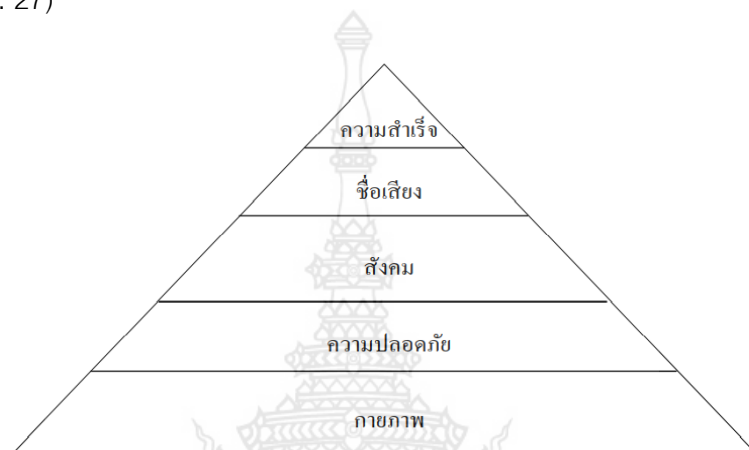 . 27)
ความสำเร็จ
ชื่อเสียง
สังคม
ความปลอดภัย
กายภาพ